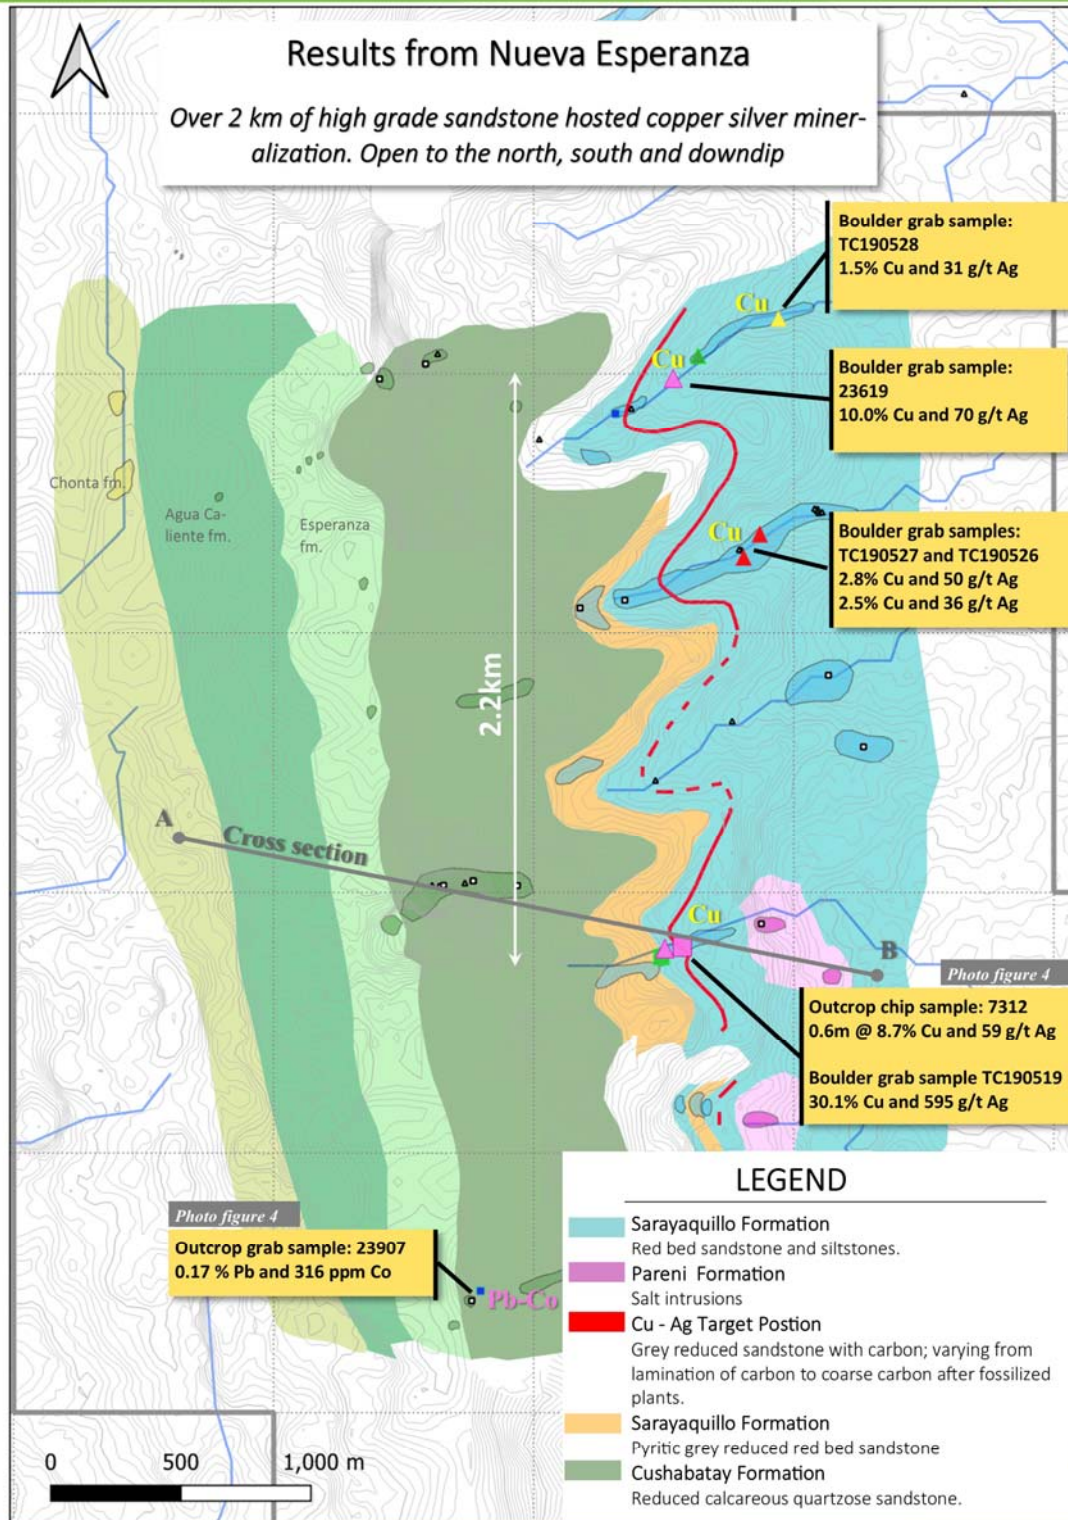 Results from Nueva Esperanza
Over 2 km of high grade sandstone hosted copper silver miner-
alization. Open to the north, south and downdip
Boulder grab sample:
TC190528
1.5% Cu and 31 g/t Ag
Cu
Cu
Boulder grab sample:
23619
10.0% Cu and 70 g/t Ag
Chonta fm.
Agua Ca-
liente fm.
Esperanza
fm.
Cu
Boulder grab samples:
TC190527 and TC190526
2.8% Cu and 50 g/t Ag
2.5% Cu and 36 g/t Ag
2.2km
A
Cross section
Cu
B
Photo figure 4
Outcrop chip sample: 7312
0.6m @ 8.7% Cu and 59 g/t Ag
Boulder grab sample TC190519
30.1% Cu and 595 g/t Ag
Photo figure 4
Outcrop grab sample: 23907
0.17 % Pb and 316 ppm Co
Pb-Co
LEGEND
Sarayaquillo Formation
Red bed sandstone and siltstones.
Pareni Formation
Salt intrusions
Cu - Ag Target Postion
Grey reduced sandstone with carbon; varying from
lamination of carbon to coarse carbon after fossilized
plants.
Sarayaquillo Formation
Pyritic grey reduced red bed sandstone
Cushabatay Formation
Reduced calcareous quartzose sandstone.
0 500 1,000 m